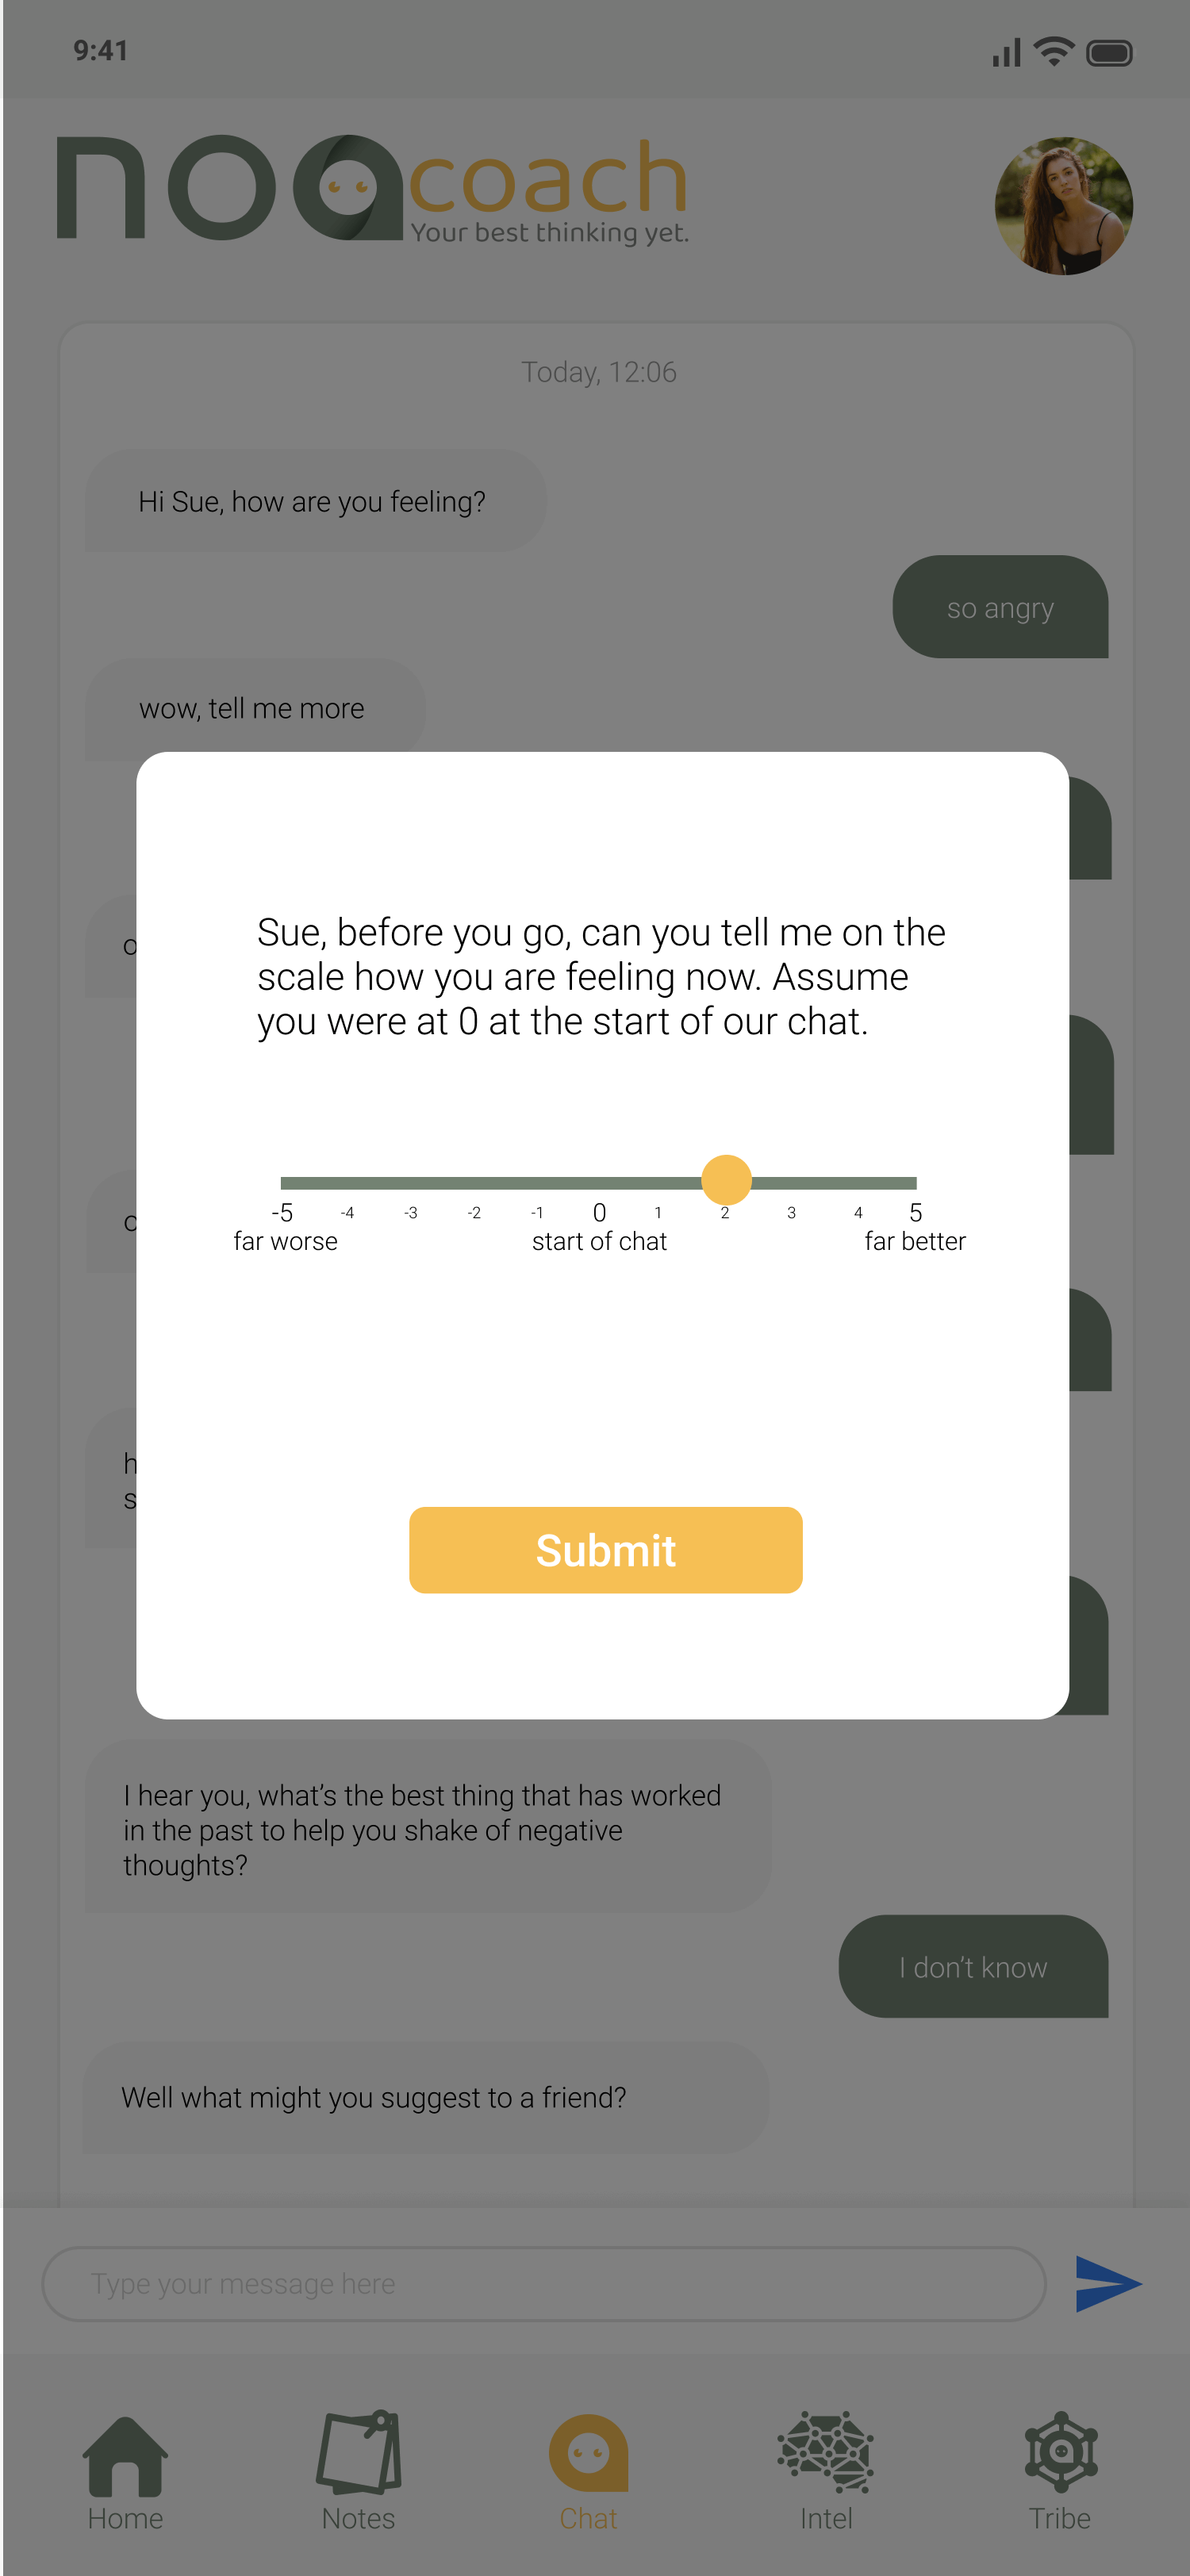 9:41
noacoach
Your best thinking yet.
Today, 12:06
Hi Sue, how are you feeling?
so angry
wow, tell me more
Sue, before you go, can you tell me on the
scale how you are feeling now. Assume
you were at 0 at the start of our chat.
-5 -4 -3 -2 -1 0 1 2 3 4 5
far worse start of chat far better
Submit
I hear you, what’s the best thing that has worked
in the past to help you shake of negative
thoughts?
I don’t know
Well what might you suggest to a friend?
Type your message here
Home Notes Chat Intel Tribe